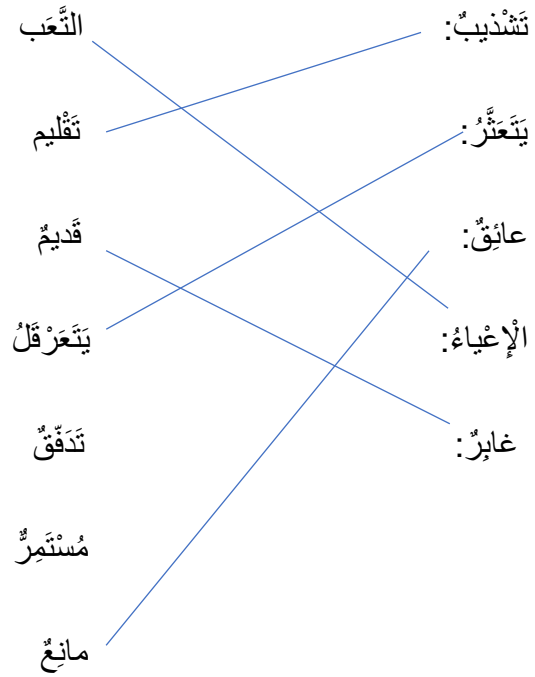 تَشْذيبٌ: التَّعَب
يَتَعَثَّرُ: تَقْليم
عائِقٌ: قَديمٌ
الْإِعْياءُ: يَتَعَرْقَلُ
غابِرٌ: تَدَفّقٌ
مُسْتَمِرٌّ
مانِعٌ